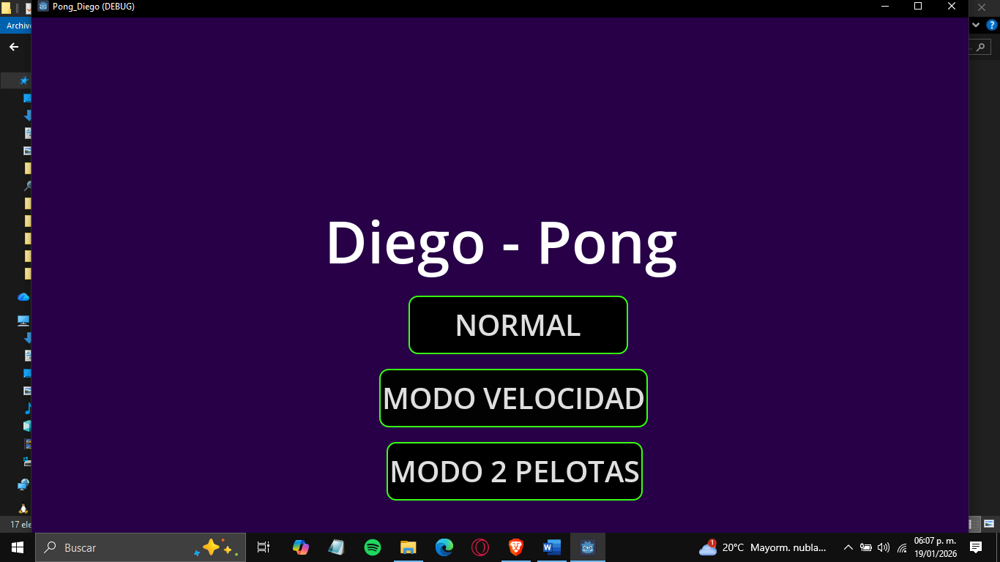 Pong_Diego (DEBUG)
Archivo
Diego - Pong
NORMAL
MODO VELOCIDAD
MODO 2 PELOTAS
17 ele
Buscar
1
20°C Mayorm. nubla...
06:07 p. m.
19/01/2026